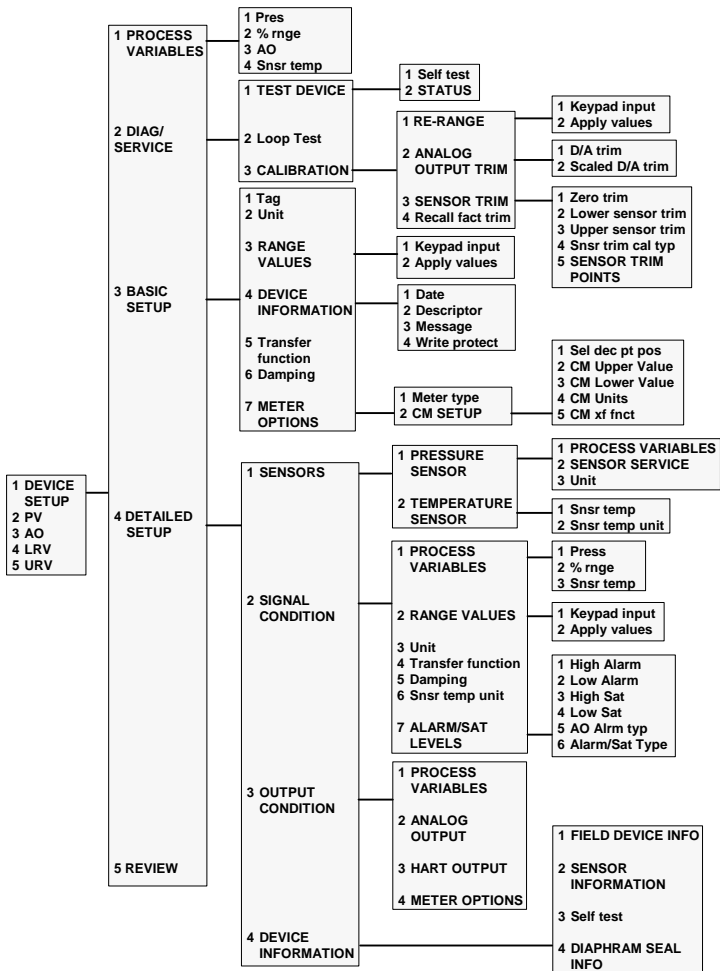 1 DEVICE
SETUP
2 PV
3 AO
4 LRV
5 URV
1 PROCESS
VARIABLES
2 DIAG/
SERVICE
3 BASIC
SETUP
4 DETAILED
SETUP
5 REVIEW
1 Pres
2 % rnge
3 AO
4 Snsr temp
1 TEST DEVICE
2 Loop Test
3 CALIBRATION
1 Self test
2 STATUS
1 RE-RANGE
2 ANALOG
OUTPUT TRIM
3 SENSOR TRIM
4 Recall fact trim
1 Keypad input
2 Apply values
1 D/A trim
2 Scaled D/A trim
1 Zero trim
2 Lower sensor trim
3 Upper sensor trim
4 Snsr trim cal typ
5 SENSOR TRIM
POINTS
1 Tag
2 Unit
3 RANGE
VALUES
4 DEVICE
INFORMATION
5 Transfer
function
6 Damping
7 METER
OPTIONS
1 Keypad input
2 Apply values
1 Date
2 Descriptor
3 Message
4 Write protect
1 Meter type
2 CM SETUP
1 Sel dec pt pos
2 CM Upper Value
3 CM Lower Value
4 CM Units
5 CM xf fnct
1 SENSORS
2 SIGNAL
CONDITION
3 OUTPUT
CONDITION
4 DEVICE
INFORMATION
1 PRESSURE
SENSOR
2 TEMPERATURE
SENSOR
1 PROCESS VARIABLES
2 SENSOR SERVICE
3 Unit
1 Snsr temp
2 Snsr temp unit
1 PROCESS
VARIABLES
2 RANGE VALUES
3 Unit
4 Transfer function
5 Damping
6 Snsr temp unit
7 ALARM/SAT
LEVELS
1 Press
2 % rnge
3 Snsr temp
1 Keypad input
2 Apply values
1 High Alarm
2 Low Alarm
3 High Sat
4 Low Sat
5 AO Alrm typ
6 Alarm/Sat Type
1 PROCESS
VARIABLES
2 ANALOG
OUTPUT
3 HART OUTPUT
4 METER OPTIONS
1 FIELD DEVICE INFO
2 SENSOR
INFORMATION
3 Self test
4 DIAPHRAM SEAL
INFO